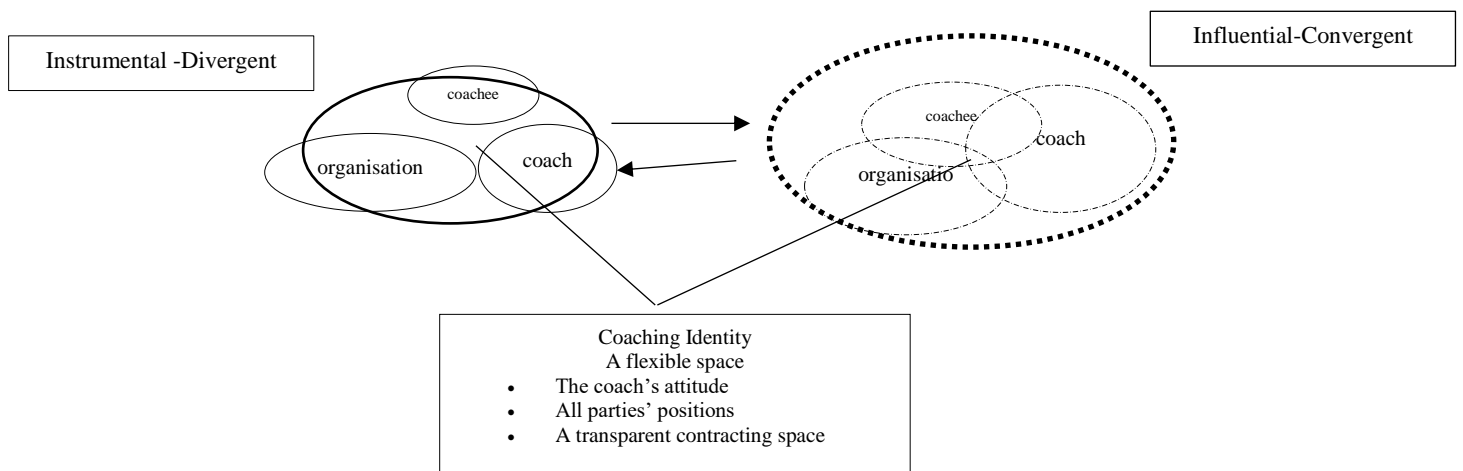 Instrumental -Divergent
Influential-Convergent
coachee
organisation
coach
coachee
coach
organisatio
Coaching Identity
A flexible space
• The coach’s attitude
• All parties’ positions
• A transparent contracting space